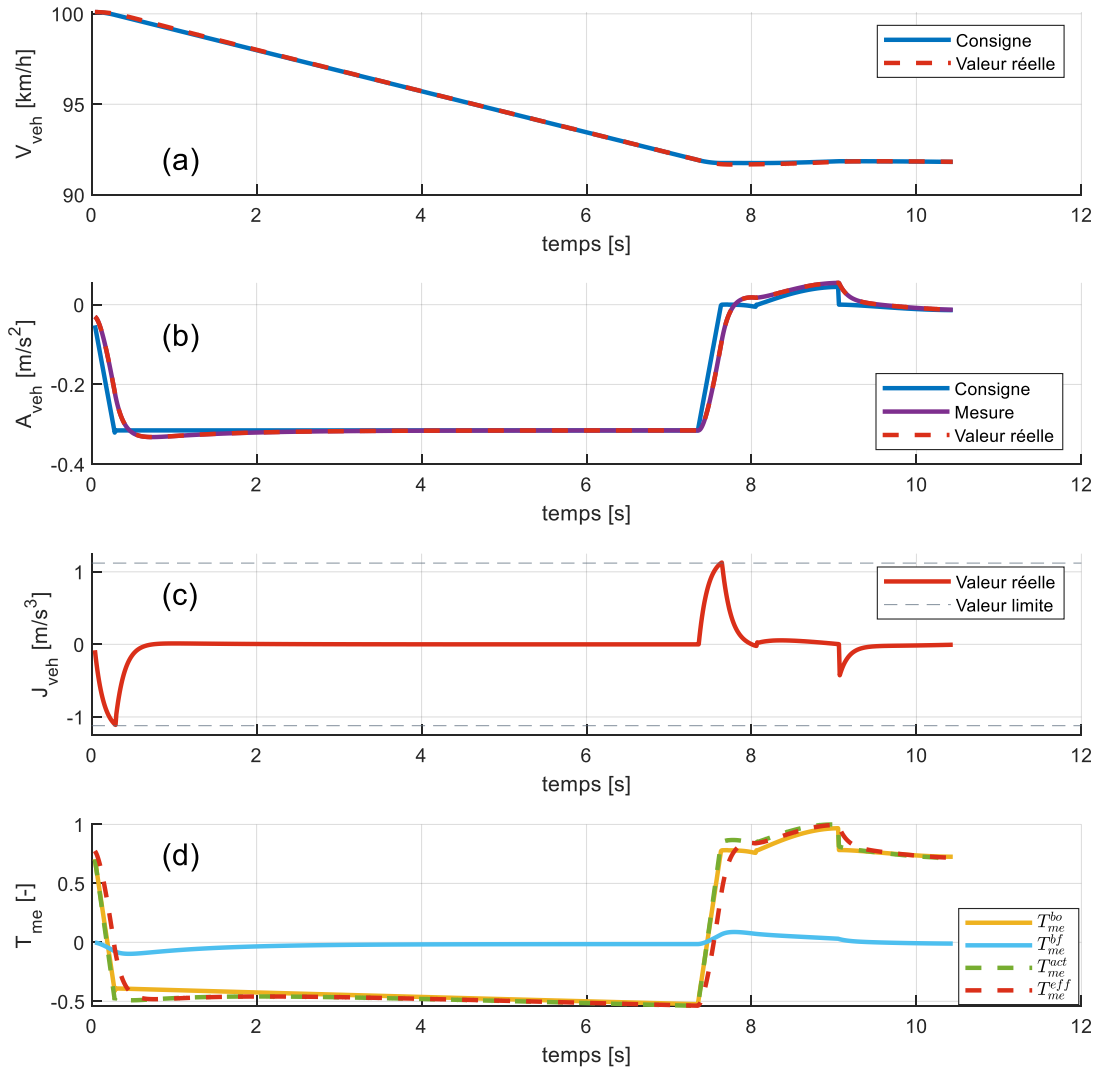 100
95
90
V_veh [km/h]
(a)
Consigne
Valeur réelle
0 2 4 6 8 10 12
temps [s]
0
-0.2
-0.4
A_veh [m/s^2]
(b)
Consigne
Mesure
Valeur réelle
0 2 4 6 8 10 12
temps [s]
1
0
-1
J_veh [m/s^3]
(c)
Valeur réelle
Valeur limite
0 2 4 6 8 10 12
temps [s]
1
0.5
0
-0.5
T_me [-]
(d)
T_me^bo
T_me^bf
T_me^act
T_me^eff
0 2 4 6 8 10 12
temps [s]